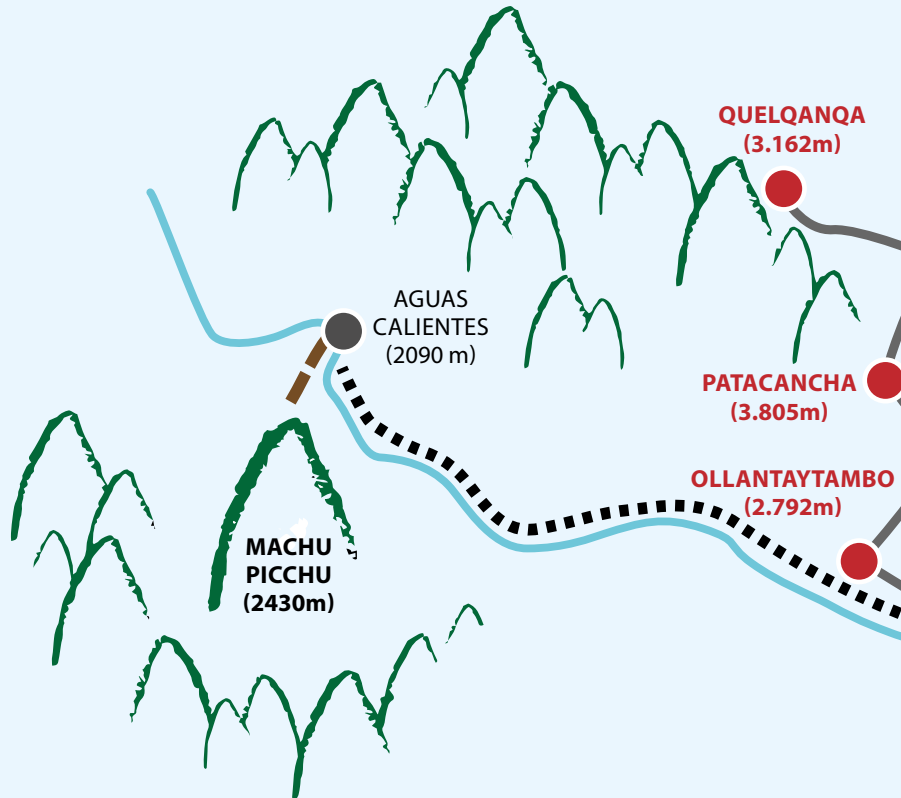 QUELQANQA
(3.162m)
AGUAS
CALIENTES
(2090 m)
PATACANCHA
(3.805m)
OLLANTAYTAMBO
(2.792m)
MACHU
PICCHU
(2430m)